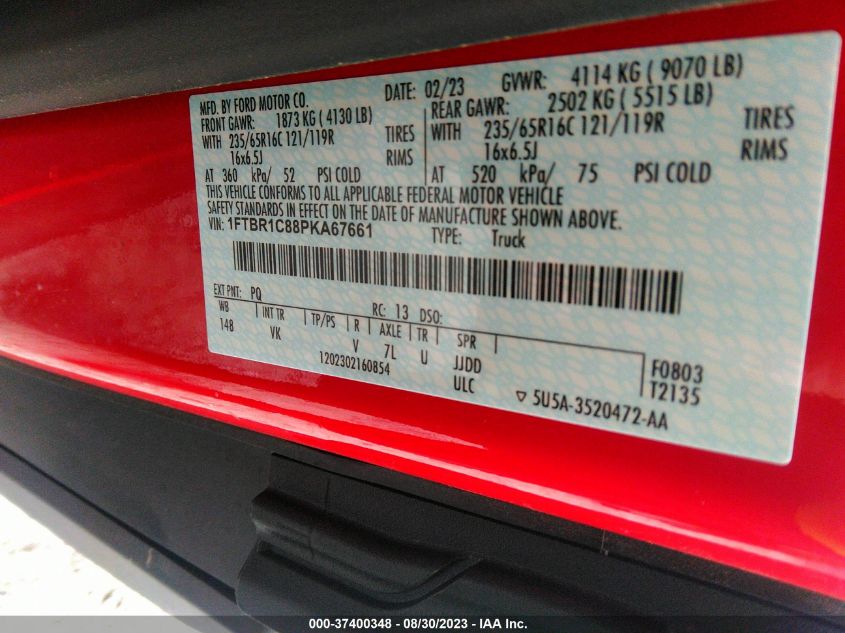 MFD. BY FORD MOTOR CO.
DATE: 02/23 GVWR: 4114 KG ( 9070 LB)
FRONT GAWR: 1873 KG ( 4130 LB)
REAR GAWR: 2502 KG ( 5515 LB)
WITH 235/65R16C 121/119R TIRES
WITH 235/65R16C 121/119R TIRES
16x6.5J RIMS
16x6.5J RIMS
AT 360 kPa/ 52 PSI COLD
AT 520 kPa/ 75 PSI COLD
THIS VEHICLE CONFORMS TO ALL APPLICABLE FEDERAL MOTOR VEHICLE
SAFETY STANDARDS IN EFFECT ON THE DATE OF MANUFACTURE SHOWN ABOVE.
VIN: 1FTBR1C88PKA67661 TYPE: Truck
EXT PNT: PQ RC: 13 DSO:
WB INT TR TP/PS R AXLE TR SPR
148 VK V 7L U JJDD
1202302160854 ULC
F0803
T2135
▽ 5U5A-3520472-AA
000-37400348 - 08/30/2023 - IAA Inc.